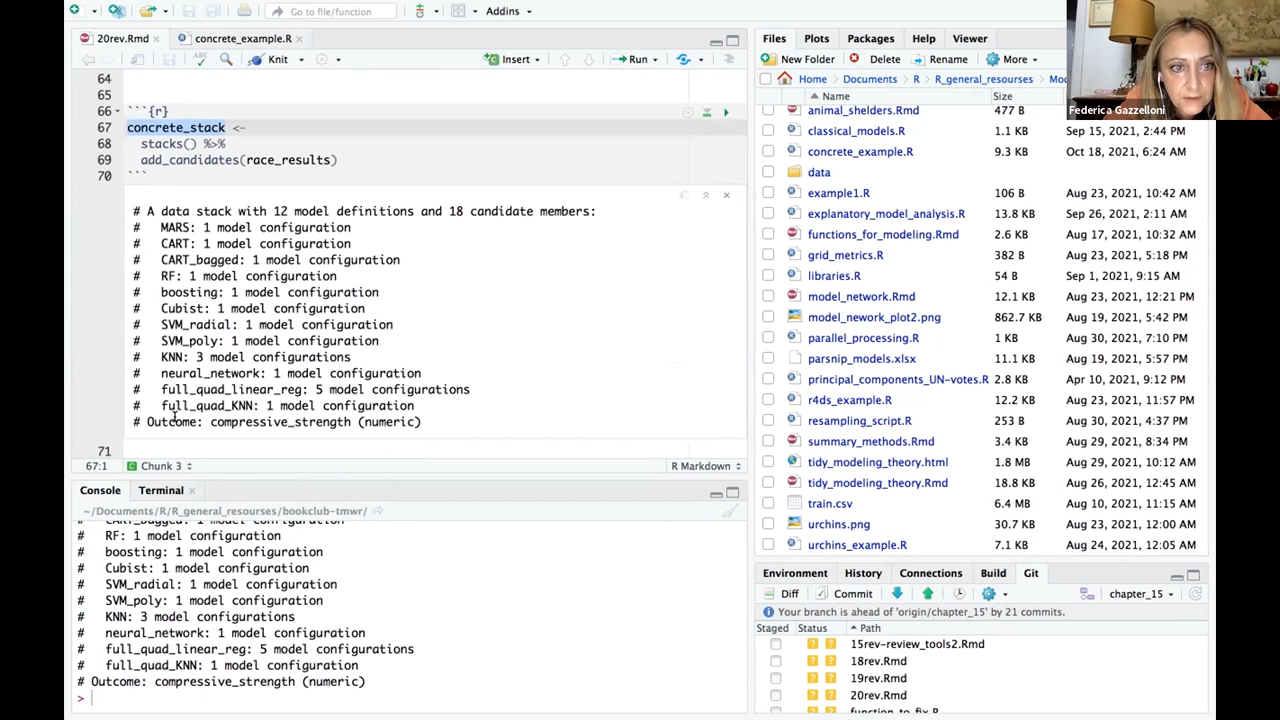 Go to file/function
Addins
20rev.Rmd
concrete_example.R
Knit
Insert
Run
64
65
66 ```{r}
67 concrete_stack <-
68 stacks() %>%
69 add_candidates(race_results)
70 ```
# A data stack with 12 model definitions and 18 candidate members:
# MARS: 1 model configuration
# CART: 1 model configuration
# CART_bagged: 1 model configuration
# RF: 1 model configuration
# boosting: 1 model configuration
# Cubist: 1 model configuration
# SVM_radial: 1 model configuration
# SVM_poly: 1 model configuration
# KNN: 3 model configurations
# neural_network: 1 model configuration
# full_quad_linear_reg: 5 model configurations
# full_quad_KNN: 1 model configuration
# Outcome: compressive_strength (numeric)
71
67:1 Chunk 3 R Markdown
Console Terminal
~/Documents/R/R_general_resourses/bookclub-tmwr/
# CART_bagged: 1 model configuration
# RF: 1 model configuration
# boosting: 1 model configuration
# Cubist: 1 model configuration
# SVM_radial: 1 model configuration
# SVM_poly: 1 model configuration
# KNN: 3 model configurations
# neural_network: 1 model configuration
# full_quad_linear_reg: 5 model configurations
# full_quad_KNN: 1 model configuration
# Outcome: compressive_strength (numeric)
>
Files Plots Packages Help Viewer
New Folder Delete Rename More
Home Documents R R_general_resourses
Name Size
animal_shelders.Rmd 477 B
classical_models.R 1.1 KB Sep 15, 2021, 2:44 PM
concrete_example.R 9.3 KB Oct 18, 2021, 6:24 AM
data
example1.R 106 B Aug 23, 2021, 10:42 AM
explanatory_model_analysis.R 13.8 KB Sep 26, 2021, 2:11 AM
functions_for_modeling.Rmd 2.6 KB Aug 17, 2021, 10:32 AM
grid_metrics.R 382 B Aug 23, 2021, 5:18 PM
libraries.R 54 B Sep 1, 2021, 9:15 AM
model_network.Rmd 12.1 KB Aug 23, 2021, 12:21 PM
model_nework_plot2.png 862.7 KB Aug 19, 2021, 5:42 PM
parallel_processing.R 1 KB Aug 30, 2021, 7:10 PM
parsnip_models.xlsx 11.1 KB Aug 19, 2021, 5:57 PM
principal_components_UN-votes.R 2.8 KB Apr 10, 2021, 9:12 PM
r4ds_example.R 12.2 KB Aug 23, 2021, 11:57 PM
resampling_script.R 253 B Aug 30, 2021, 4:37 PM
summary_methods.Rmd 3.4 KB Aug 29, 2021, 8:34 PM
tidy_modeling_theory.html 1.8 MB Aug 29, 2021, 10:12 AM
tidy_modeling_theory.Rmd 18.8 KB Aug 26, 2021, 12:45 AM
train.csv 6.4 MB Aug 10, 2021, 11:15 AM
urchins.png 30.7 KB Aug 23, 2021, 12:00 AM
urchins_example.R 7.1 KB Aug 24, 2021, 12:05 AM
Environment History Connections Build Git
Diff Commit chapter_15
Your branch is ahead of 'origin/chapter_15' by 21 commits.
Staged Status Path
15rev-review_tools2.Rmd
18rev.Rmd
19rev.Rmd
20rev.Rmd
function_to_fix.R
Federica Gazzelloni